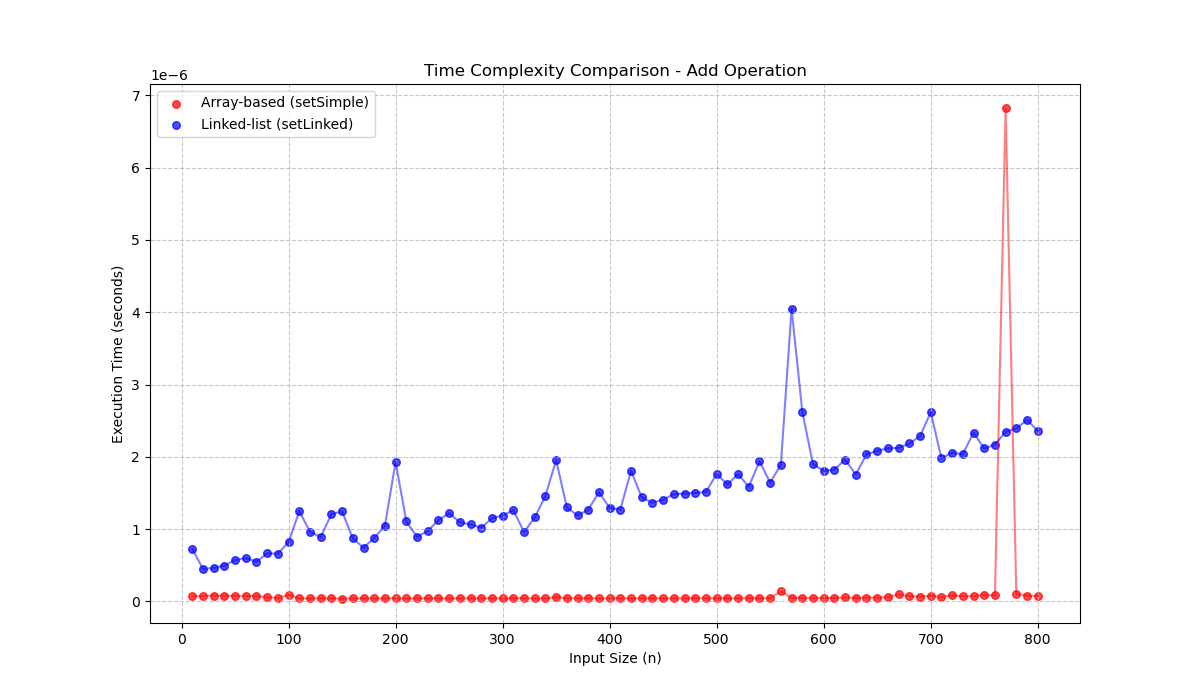 Time Complexity Comparison - Add Operation
1e−6
Array-based (setSimple)
Linked-list (setLinked)
7
6
5
4
3
2
1
0
Execution Time (seconds)
0 100 200 300 400 500 600 700 800
Input Size (n)